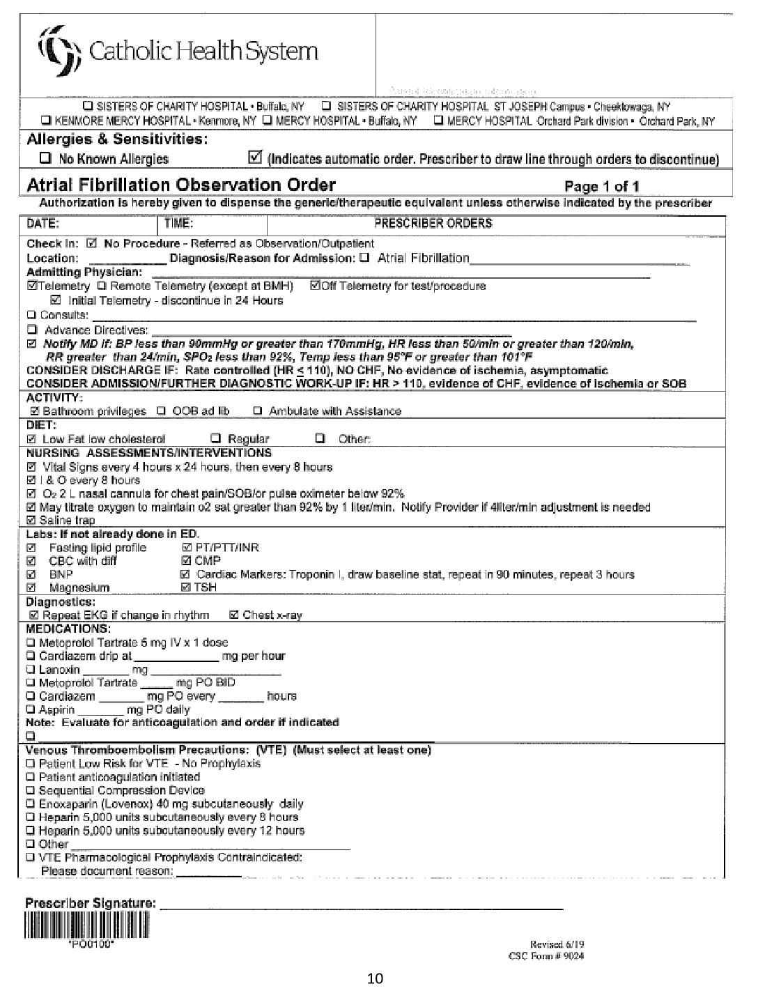 Catholic Health System
❑ SISTERS OF CHARITY HOSPITAL • Buffalo, NY ❑ SISTERS OF CHARITY HOSPITAL ST JOSEPH Campus • Cheektowaga, NY
❑ KENMORE MERCY HOSPITAL • Kenmore, NY ❑ MERCY HOSPITAL • Buffalo, NY ❑ MERCY HOSPITAL Orchard Park division • Orchard Park, NY
Allergies & Sensitivities:
❑ No Known Allergies ☑ (Indicates automatic order. Prescriber to draw line through orders to discontinue)
Atrial Fibrillation Observation Order Page 1 of 1
Authorization is hereby given to dispense the generic/therapeutic equivalent unless otherwise indicated by the prescriber
DATE: TIME: PRESCRIBER ORDERS
Check In: ☑ No Procedure - Referred as Observation/Outpatient
Location: ____________ Diagnosis/Reason for Admission: ❑ Atrial Fibrillation____________
Admitting Physician: ____________
☑Telemetry ❑ Remote Telemetry (except at BMH) ☑Off Telemetry for test/procedure
☑ Initial Telemetry - discontinue in 24 Hours
❑ Consults: ____________
❑ Advance Directives: ____________
☑ Notify MD if: BP less than 90mmHg or greater than 170mmHg, HR less than 50/min or greater than 120/min,
RR greater than 24/min, SPO₂ less than 92%, Temp less than 95°F or greater than 101°F
CONSIDER DISCHARGE IF: Rate controlled (HR ≤ 110), NO CHF, No evidence of ischemia, asymptomatic
CONSIDER ADMISSION/FURTHER DIAGNOSTIC WORK-UP IF: HR > 110, evidence of CHF, evidence of ischemia or SOB
ACTIVITY:
☑ Bathroom privileges ❑ OOB ad lib ❑ Ambulate with Assistance
DIET:
☑ Low Fat low cholesterol ❑ Regular ❑ Other:
NURSING ASSESSMENTS/INTERVENTIONS
☑ Vital Signs every 4 hours x 24 hours, then every 8 hours
☑ I & O every 8 hours
☑ O₂ 2 L nasal cannula for chest pain/SOB/or pulse oximeter below 92%
☑ May titrate oxygen to maintain o2 sat greater than 92% by 1 liter/min. Notify Provider if 4liter/min adjustment is needed
☑ Saline trap
Labs: If not already done in ED.
☑ Fasting lipid profile ☑ PT/PTT/INR
☑ CBC with diff ☑ CMP
☑ BNP ☑ Cardiac Markers: Troponin I, draw baseline stat, repeat in 90 minutes, repeat 3 hours
☑ Magnesium ☑ TSH
Diagnostics:
☑ Repeat EKG if change in rhythm ☑ Chest x-ray
MEDICATIONS:
❑ Metoprolol Tartrate 5 mg IV x 1 dose
❑ Cardiazem drip at ____________ mg per hour
❑ Lanoxin _______ mg ____________
❑ Metoprolol Tartrate _____ mg PO BID
❑ Cardiazem _______ mg PO every _______ hours
❑ Aspirin _______ mg PO daily
Note: Evaluate for anticoagulation and order if indicated
❑ ____________
Venous Thromboembolism Precautions: (VTE) (Must select at least one)
❑ Patient Low Risk for VTE - No Prophylaxis
❑ Patient anticoagulation initiated
❑ Sequential Compression Device
❑ Enoxaparin (Lovenox) 40 mg subcutaneously daily
❑ Heparin 5,000 units subcutaneously every 8 hours
❑ Heparin 5,000 units subcutaneously every 12 hours
❑ Other ____________
❑ VTE Pharmacological Prophylaxis Contraindicated:
Please document reason: __________
Prescriber Signature: ____________
*PO0100*
Revised 6/19
CSC Form # 9024
10